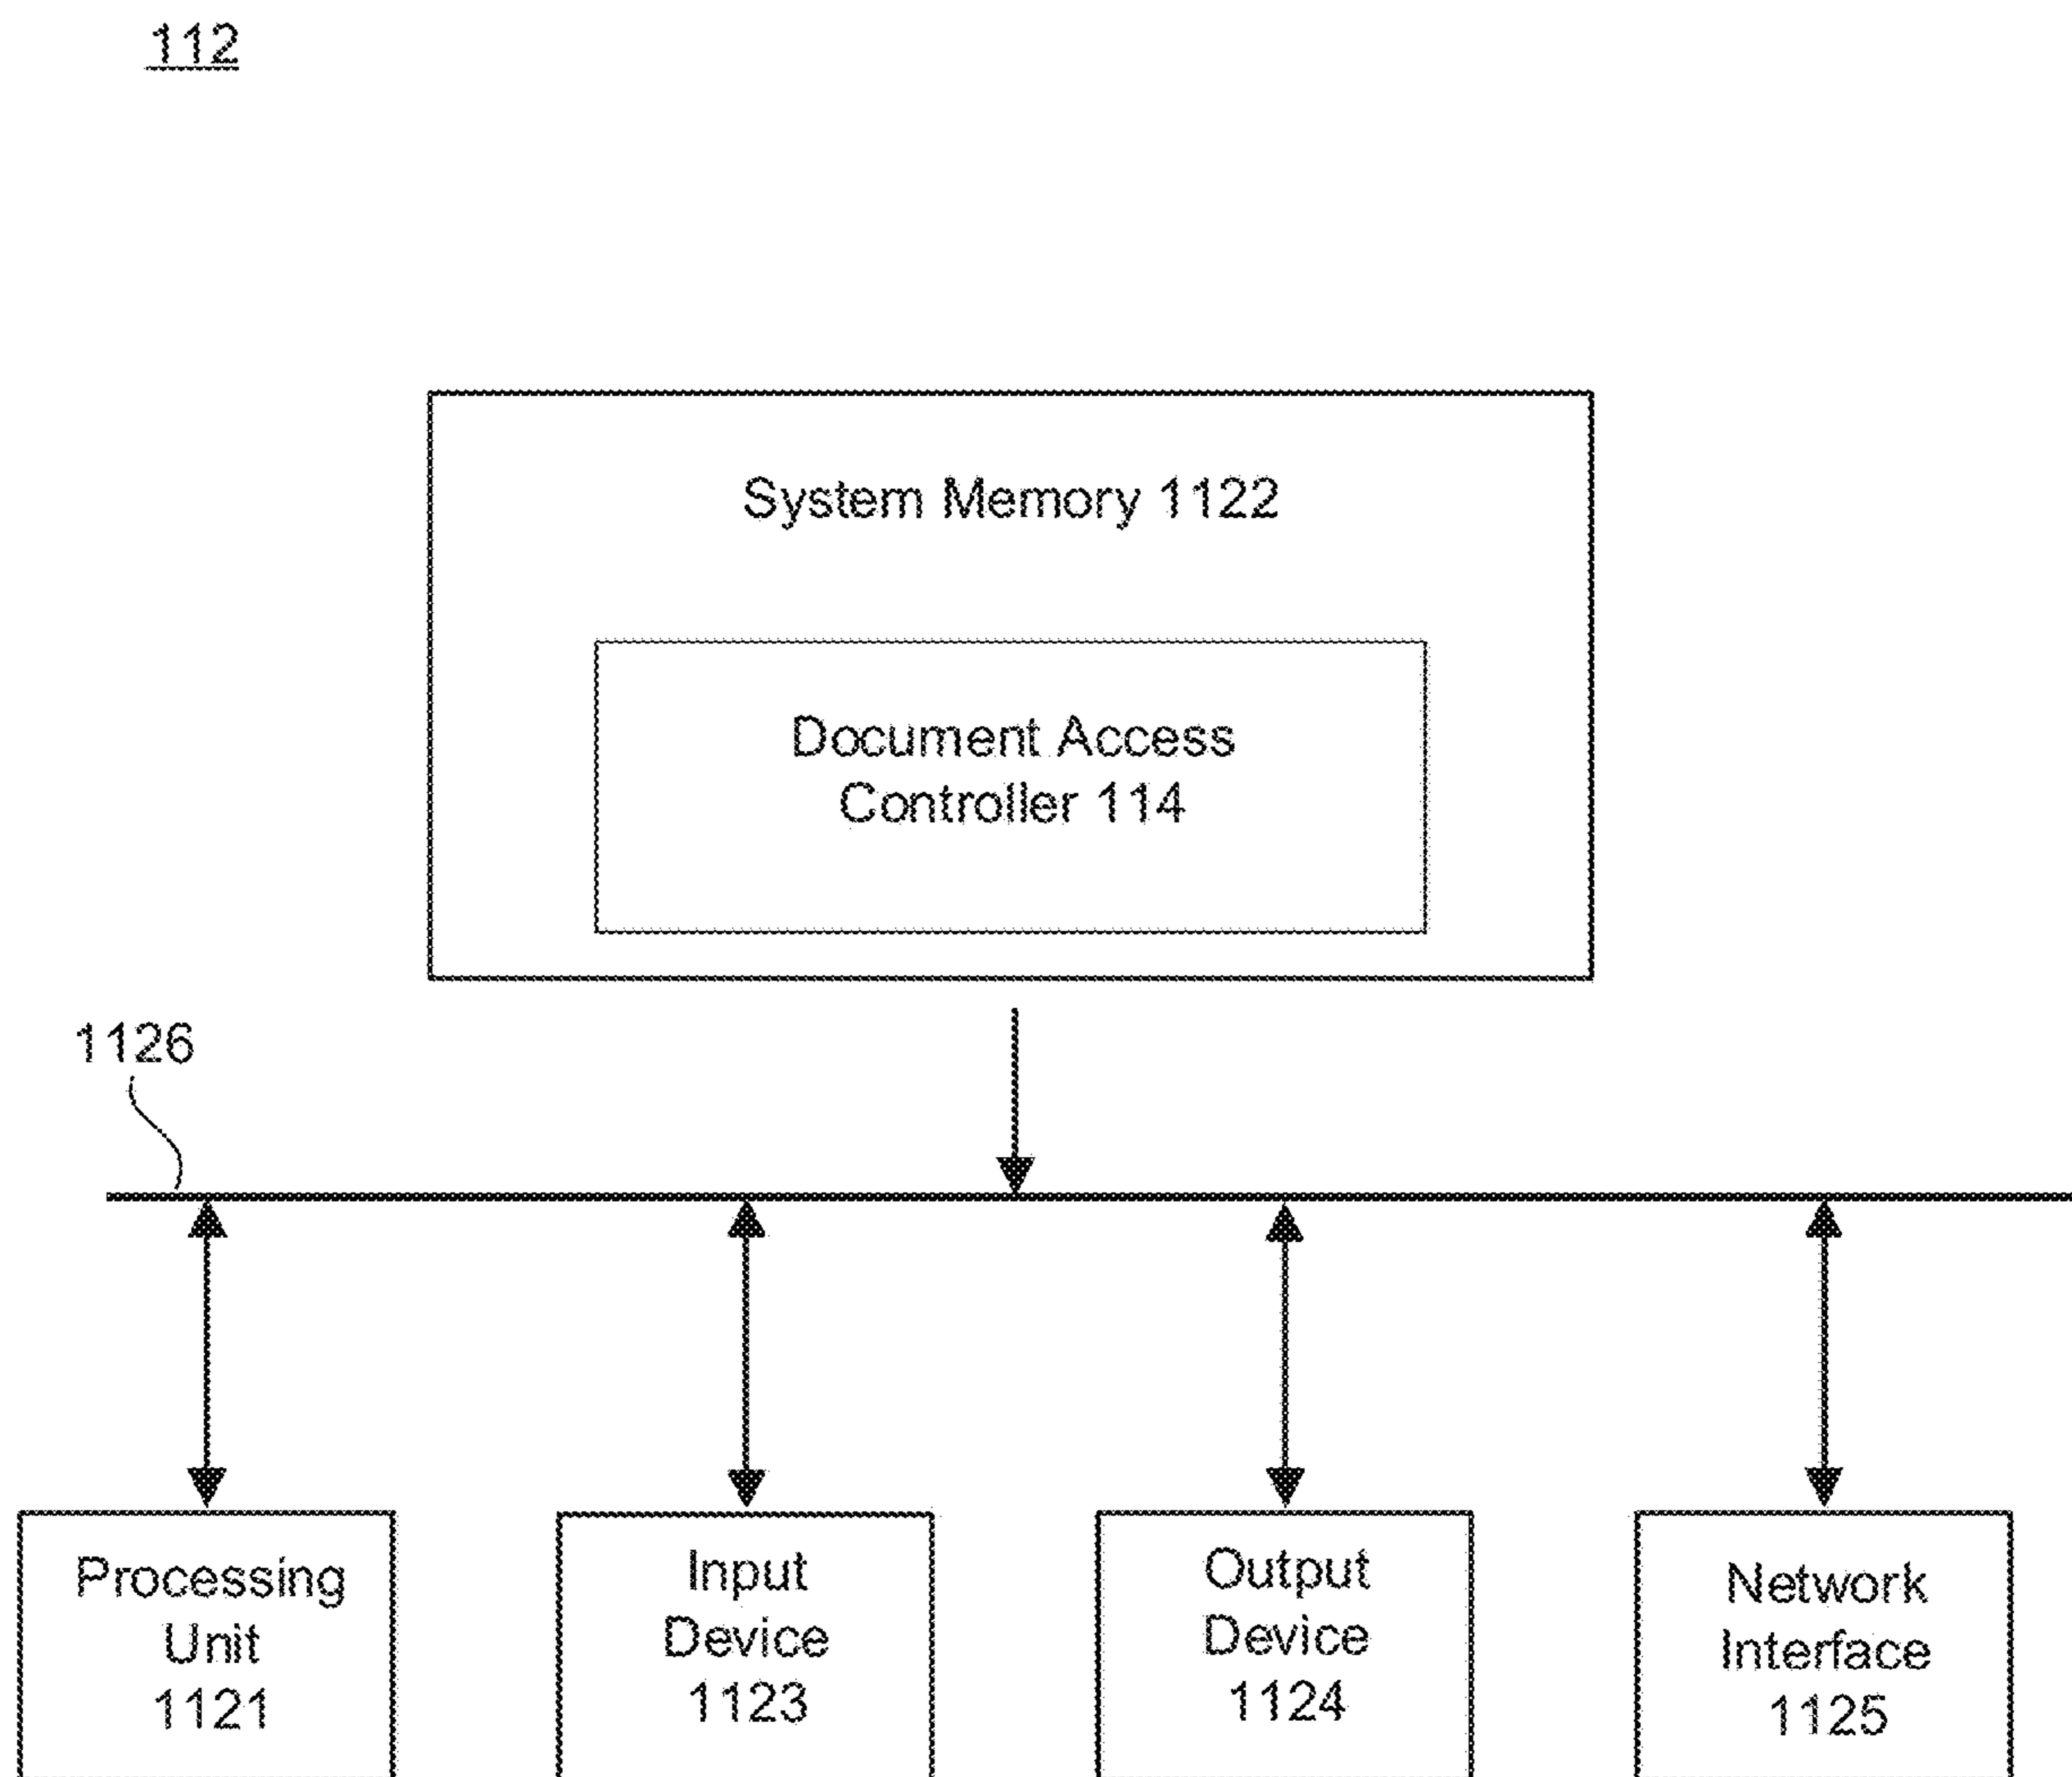 112
System Memory 1122
Document Access
Controller 114
1126
Processing
Unit
1121
Input
Device
1123
Output
Device
1124
Network
Interface
1125